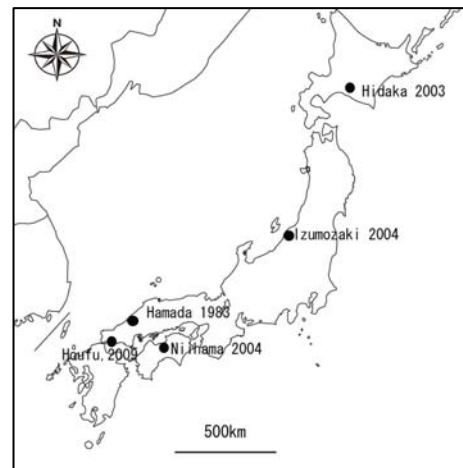 N
Hidaka 2003
Izumozaki 2004
Hamada 1983
Houfu,2009
Niihama 2004
500km